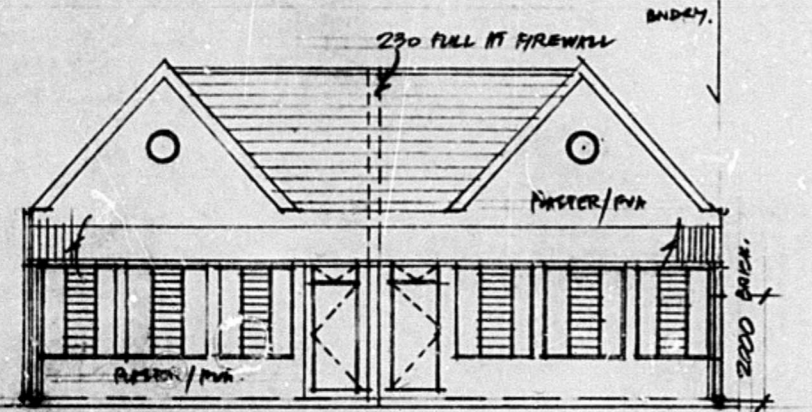 BNDRY.
230 FULL HT FIREWALL
PLASTER/PVA
2000 BRICK.
PLASTER/PVA